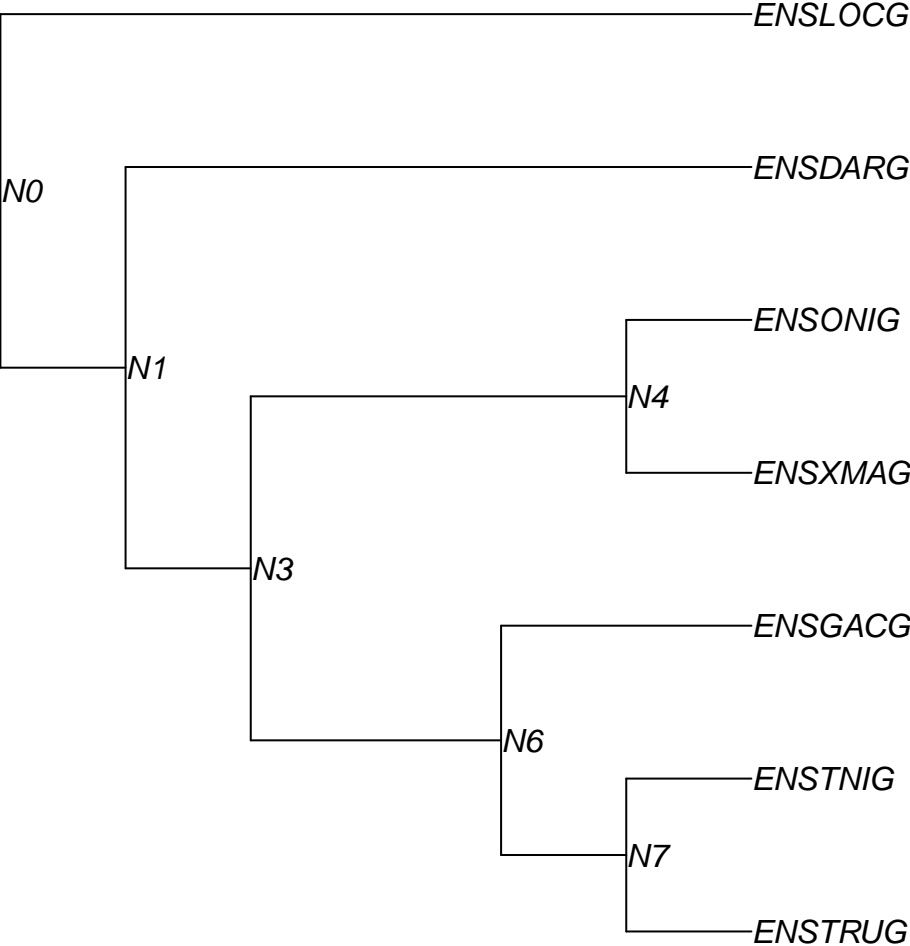 ENSLOCG
ENSDARG
N0
ENSONIG
N1
N4
ENSXMAG
N3
ENSGACG
N6
ENSTNIG
N7
ENSTRUG